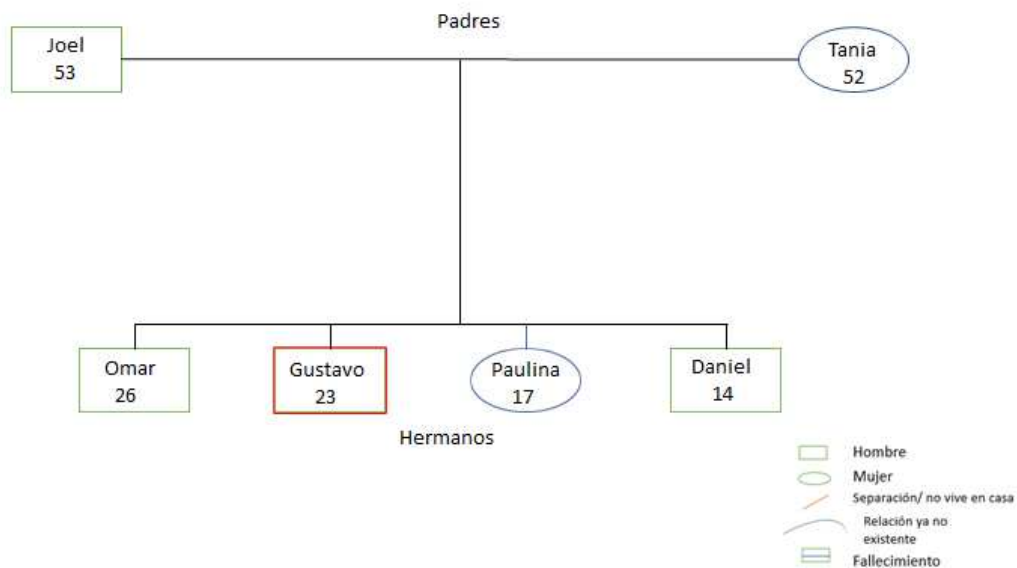 Padres
Joel
53
Tania
52
Omar
26
Gustavo
23
Paulina
17
Daniel
14
Hermanos
Hombre
Mujer
Separación/ no vive en casa
Relación ya no
existente
Fallecimiento